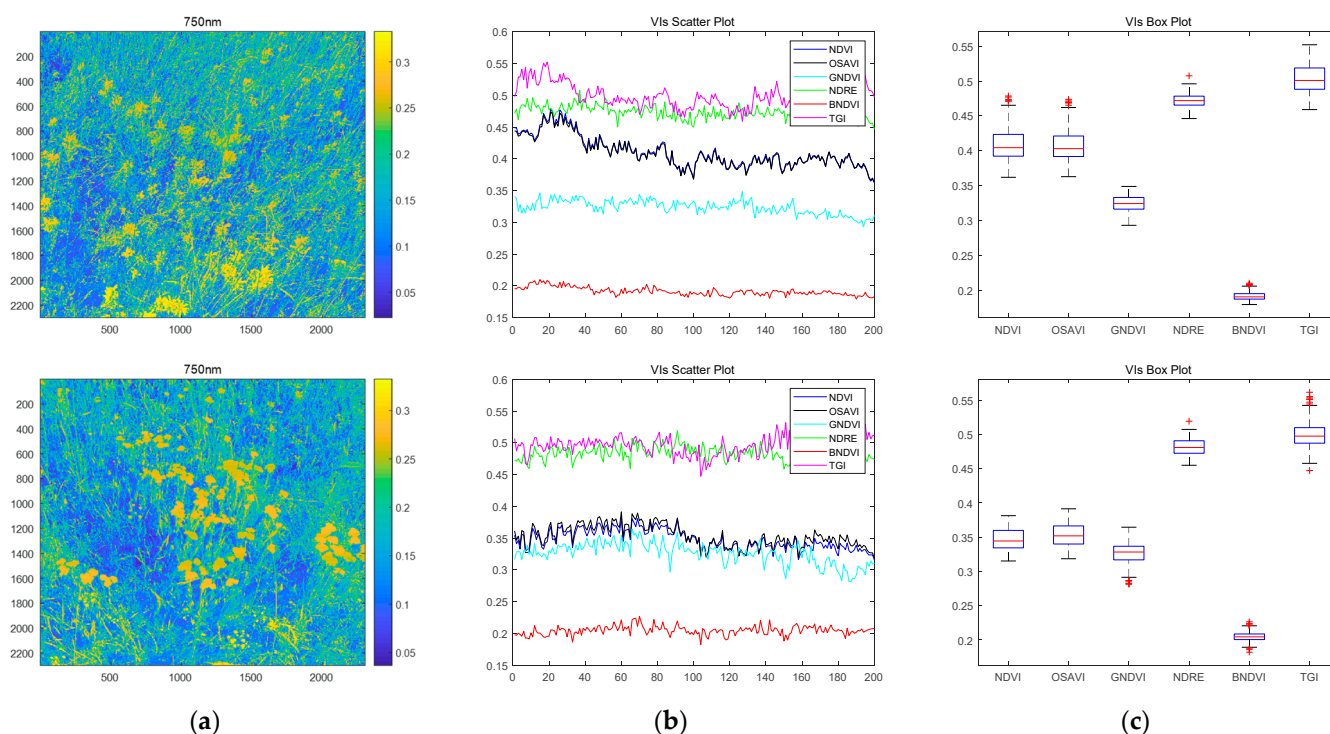 750nm
200
400
600
800
1000
1200
1400
1600
1800
2000
2200
500 1000 1500 2000
0.3
0.25
0.2
0.15
0.1
0.05
VIs Scatter Plot
0.6
0.55
0.5
0.45
0.4
0.35
0.3
0.25
0.2
0.15
0 20 40 60 80 100 120 140 160 180 200
NDVI
OSAVI
GNDVI
NDRE
BNDVI
TGI
VIs Box Plot
0.55
0.5
0.45
0.4
0.35
0.3
0.25
0.2
NDVI OSAVI GNDVI NDRE BNDVI TGI
750nm
200
400
600
800
1000
1200
1400
1600
1800
2000
2200
500 1000 1500 2000
0.3
0.25
0.2
0.15
0.1
0.05
VIs Scatter Plot
0.6
0.55
0.5
0.45
0.4
0.35
0.3
0.25
0.2
0.15
0 20 40 60 80 100 120 140 160 180 200
NDVI
OSAVI
GNDVI
NDRE
BNDVI
TGI
VIs Box Plot
0.55
0.5
0.45
0.4
0.35
0.3
0.25
0.2
NDVI OSAVI GNDVI NDRE BNDVI TGI
(a) (b) (c)